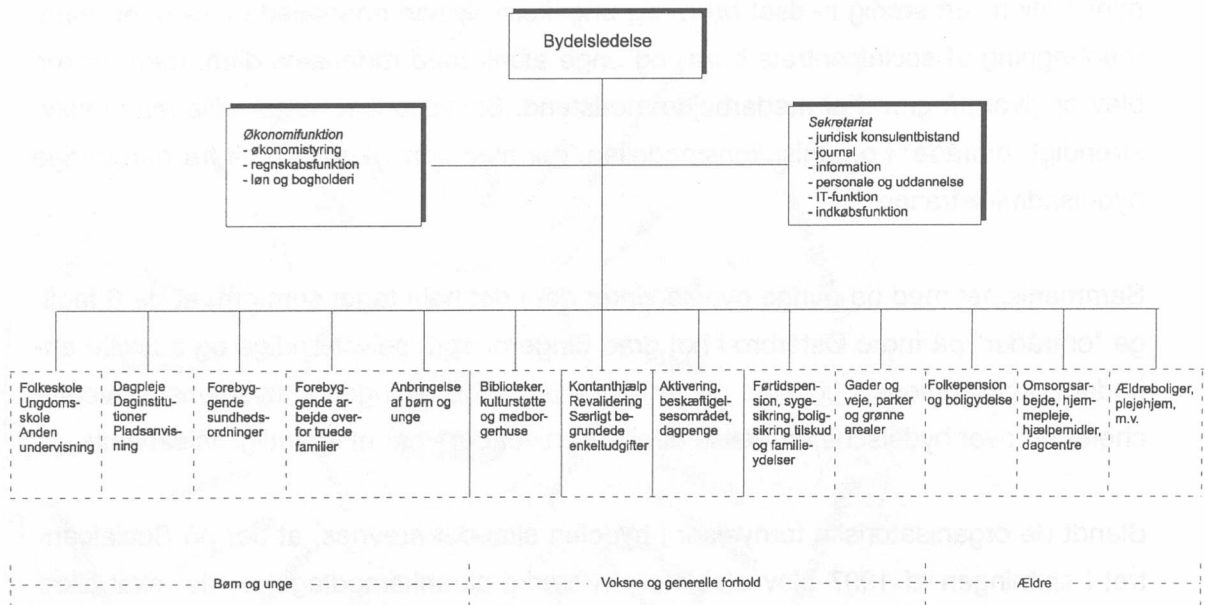 Bydelsledelse
Økonomifunktion
- økonomistyring
- regnskabsfunktion
- løn og bogholderi
Sekretariat
- juridisk konsulentbistand
- journal
- information
- personale og uddannelse
- IT-funktion
- indkøbsfunktion
Folkeskole
Ungdoms-
skole
Anden
undervisning
Dagpleje
Daginstitu-
tioner
Pladsanvis-
ning
Forebyg-
gende
sundheds-
ordninger
Forebyg-
gende ar-
bejde over-
for truede
familier
Anbringelse
af børn og
unge
Biblioteker,
kulturstøtte
og medbor-
gerhuse
Kontanthjælp
Revalidering
Særligt be-
grundede
enkeltudgifter
Aktivering,
beskæftigel-
sesområdet,
dagpenge
Førtidspen-
sion, syge-
sikring, bolig-
sikring tilskud
og familie-
ydelser
Gader og
veje, parker
og grønne
arealer
Folkepension
og boligydelse
Omsorgsar-
bejde, hjem-
mepleje,
hjælpemidler,
dagcentre
Ældreboliger,
plejehjem,
m.v.
Børn og unge
Voksne og generelle forhold
Ældre